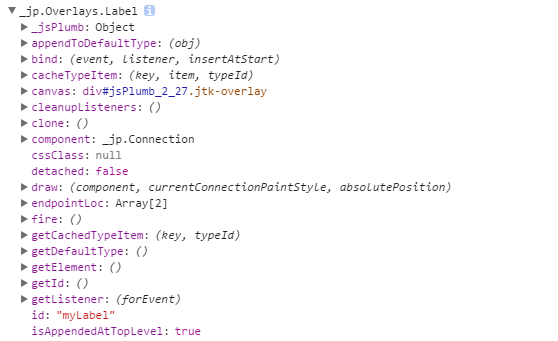 _jp.Overlays.Label i
_jsPlumb: Object
appendToDefaultType: (obj)
bind: (event, listener, insertAtStart)
cacheTypeItem: (key, item, typeId)
canvas: div#jsPlumb_2_27.jtk-overlay
cleanupListeners: ()
clone: ()
component: _jp.Connection
cssClass: null
detached: false
draw: (component, currentConnectionPaintStyle, absolutePosition)
endpointLoc: Array[2]
fire: ()
getCachedTypeItem: (key, typeId)
getDefaultType: ()
getElement: ()
getId: ()
getListener: (forEvent)
id: "myLabel"
isAppendedAtTopLevel: true